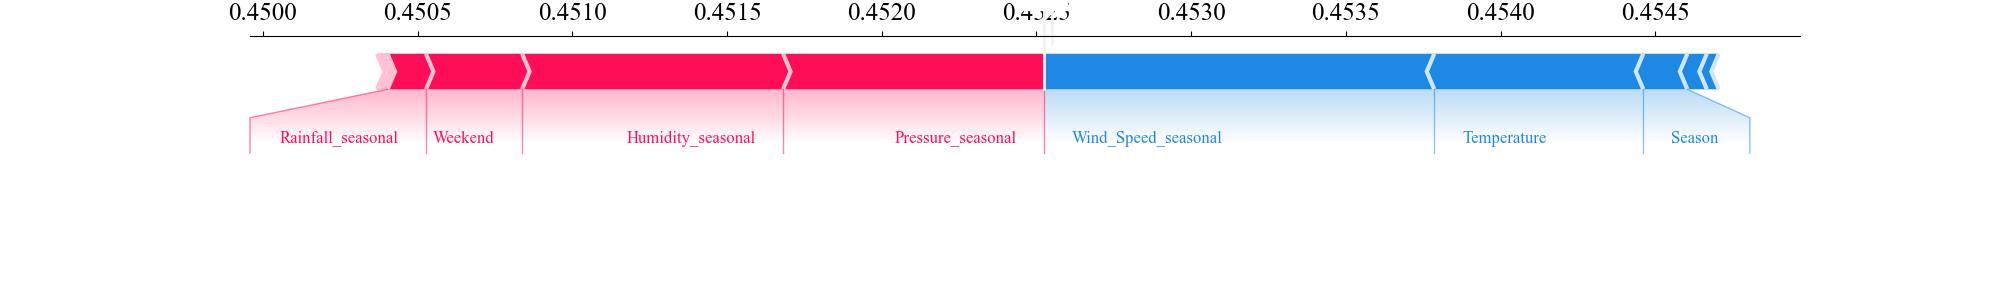 0.4500 0.4505 0.4510 0.4515 0.4520 0.4530 0.4535 0.4540 0.4545
Rainfall_seasonal Weekend Humidity_seasonal Pressure_seasonal Wind_Speed_seasonal Temperature Season